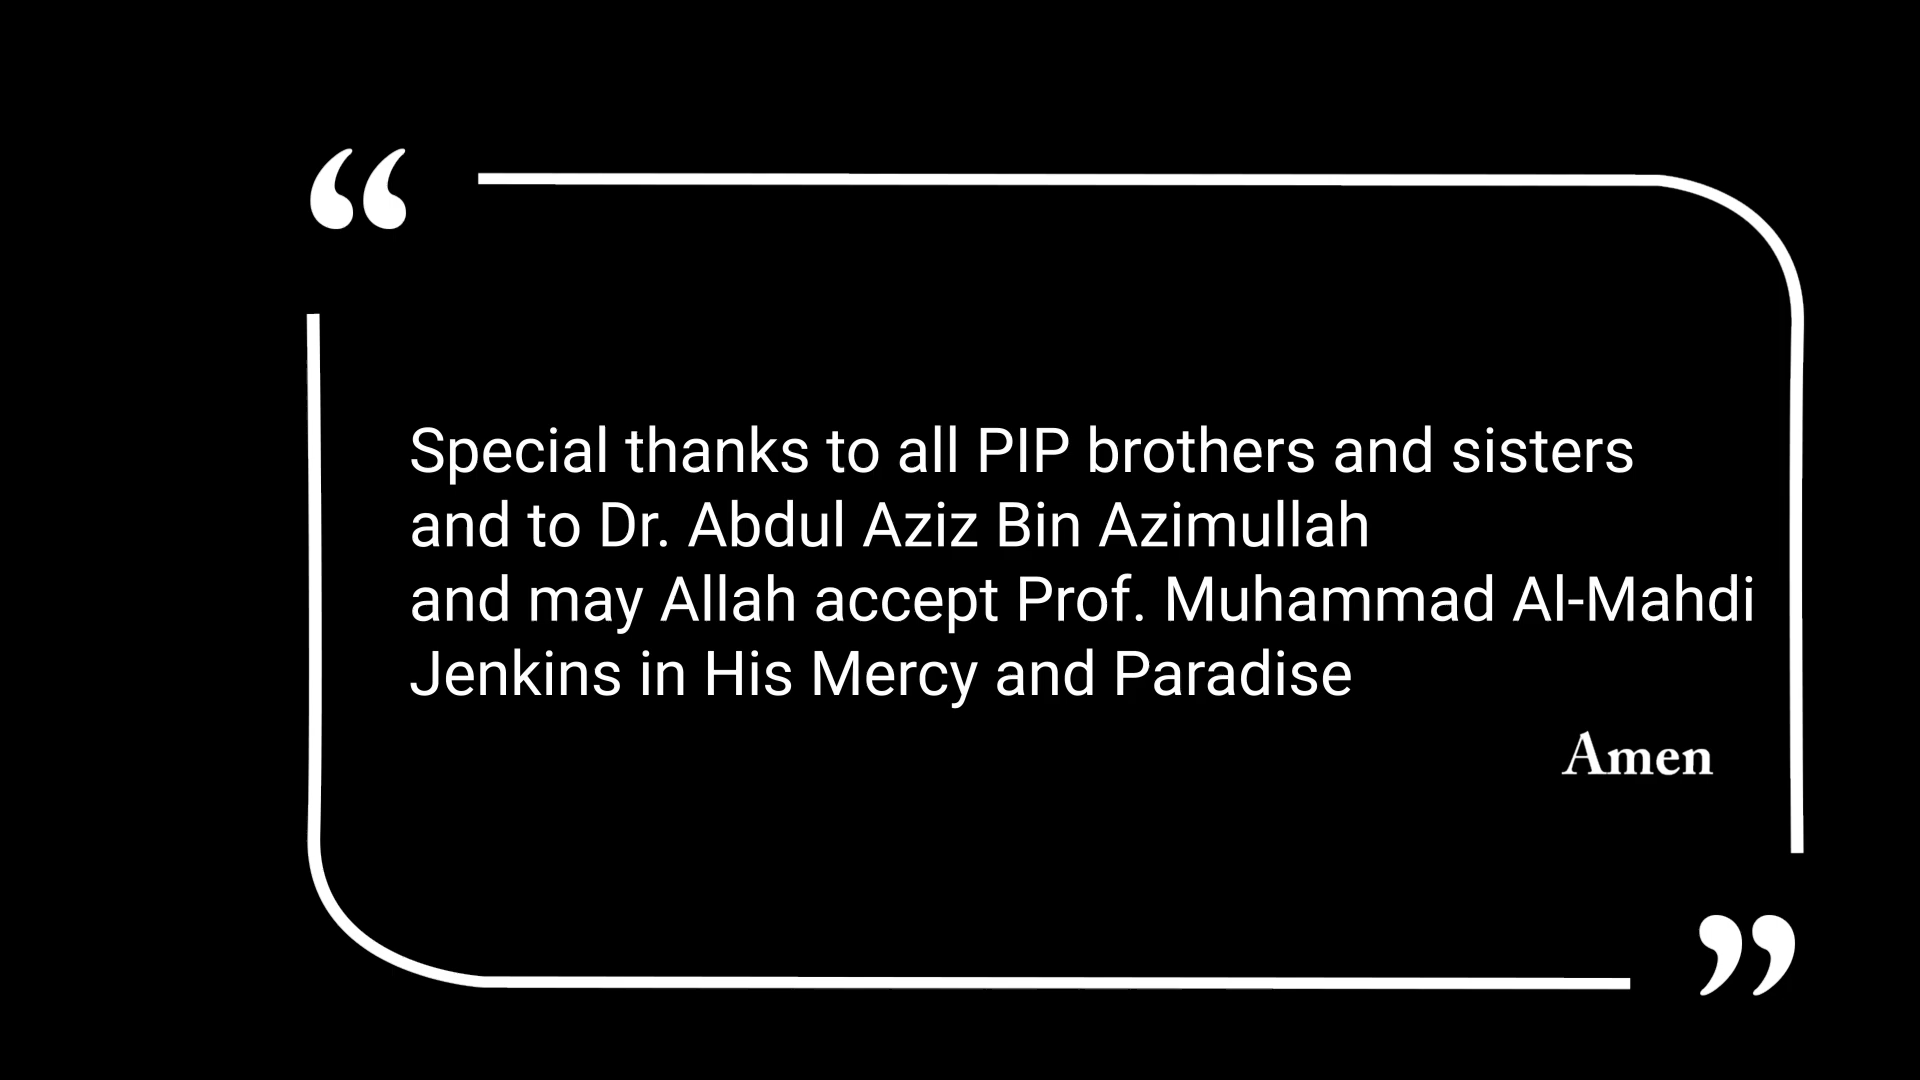 “
Special thanks to all PIP brothers and sisters
and to Dr. Abdul Aziz Bin Azimullah
and may Allah accept Prof. Muhammad Al-Mahdi
Jenkins in His Mercy and Paradise
Amen
”